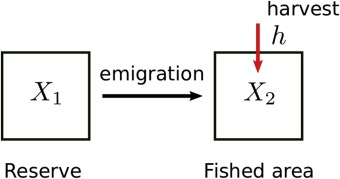 harvest
h
emigration
X₁
X₂
Reserve
Fished area